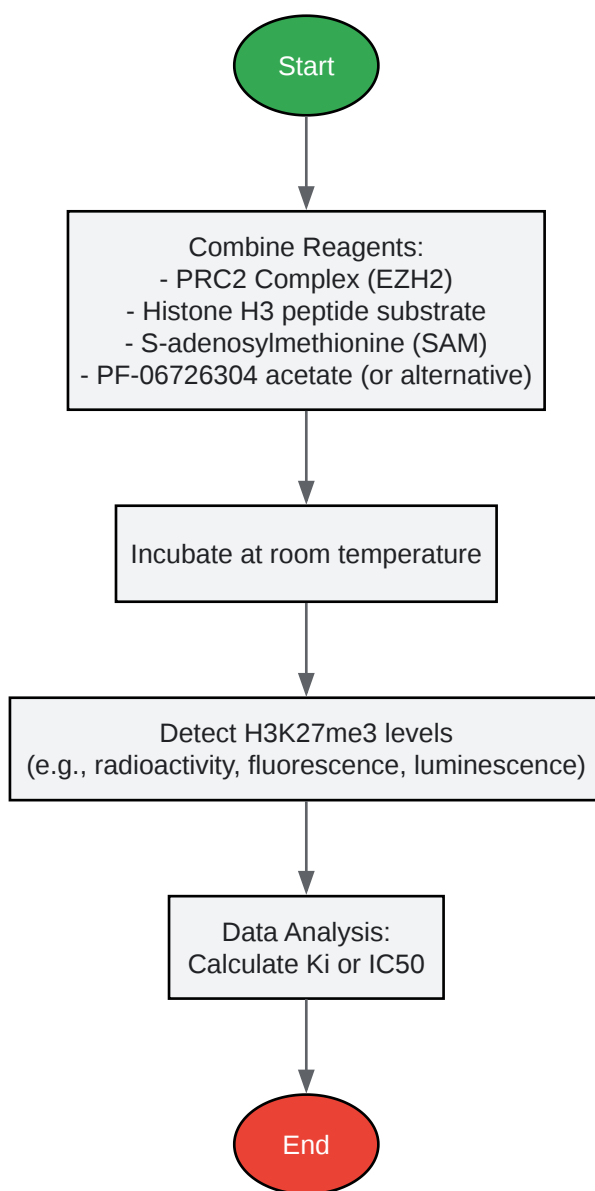 Start
Combine Reagents:
- PRC2 Complex (EZH2)
- Histone H3 peptide substrate
- S-adenosylmethionine (SAM)
- PF-06726304 acetate (or alternative)
Incubate at room temperature
Detect H3K27me3 levels
(e.g., radioactivity, fluorescence, luminescence)
Data Analysis:
Calculate Ki or IC50
End